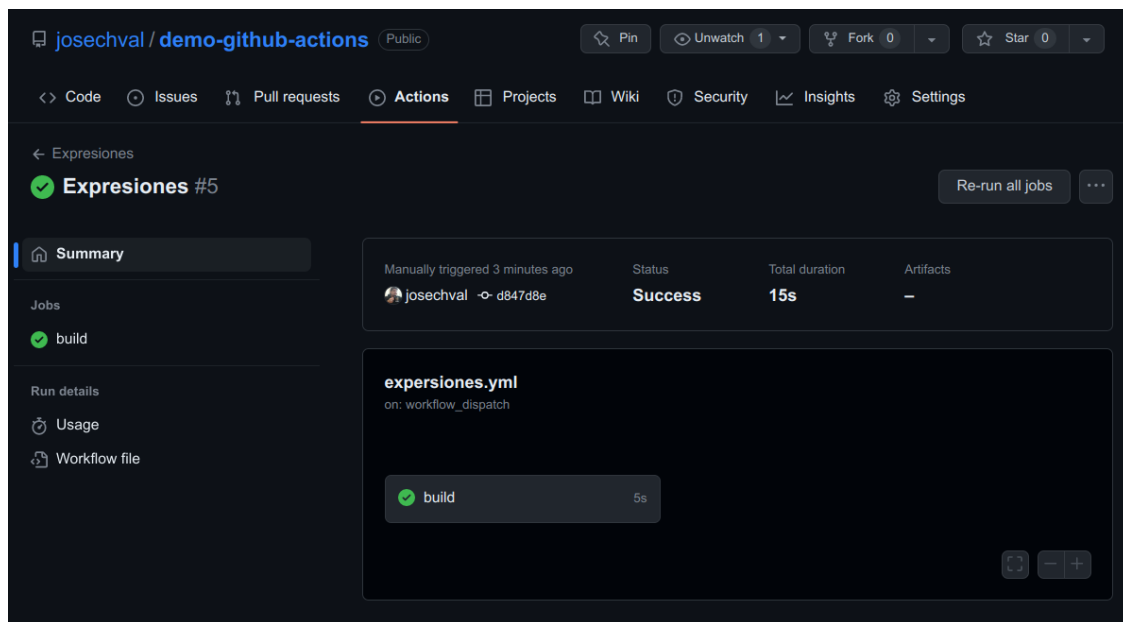 josechval / demo-github-actions Public Pin Unwatch 1 Fork 0 Star 0
Code Issues Pull requests Actions Projects Wiki Security Insights Settings
← Expresiones
Expresiones #5
Re-run all jobs ...
Summary
Jobs
build
Run details
Usage
Workflow file
Manually triggered 3 minutes ago Status Total duration Artifacts
josechval d847d8e Success 15s –
expersiones.yml
on: workflow_dispatch
build 5s